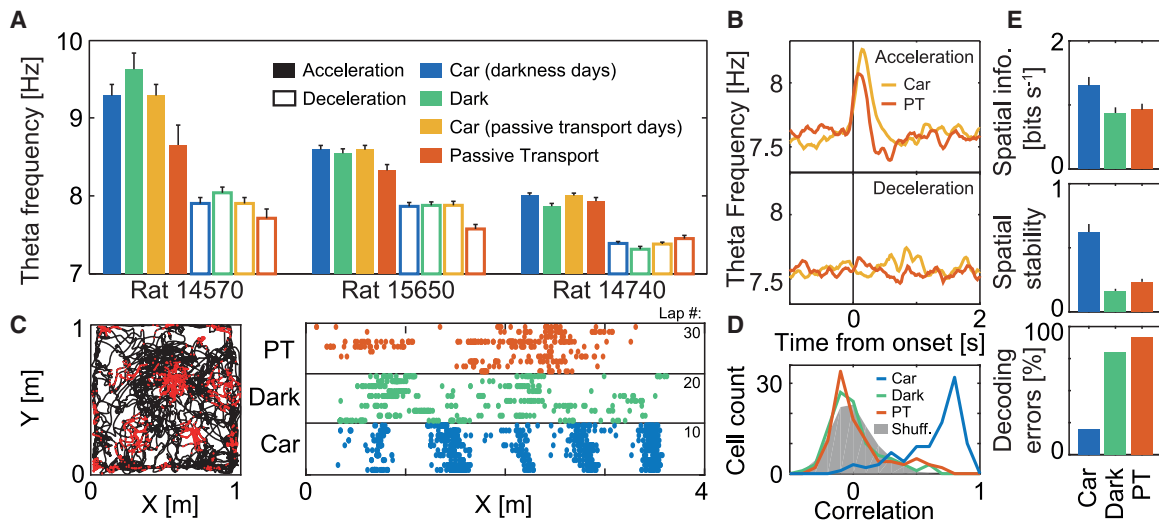 A
Theta frequency [Hz]
10
9
8
7
Acceleration
Deceleration
Car (darkness days)
Dark
Car (passive transport days)
Passive Transport
Rat 14570
Rat 15650
Rat 14740
B
Theta Frequency [Hz]
8
7.5
8
7.5
Acceleration
Car
PT
Deceleration
0
2
Time from onset [s]
C
Y [m]
1
0
0
1
X [m]
PT
Dark
Car
Lap #:
30
20
10
0
4
X [m]
D
Cell count
30
0
Car
Dark
PT
Shuff.
0
1
Correlation
E
Spatial info.
[bits s-1]
2
0
Spatial
stability
1
0
Decoding
errors [%]
100
0
Car
Dark
PT